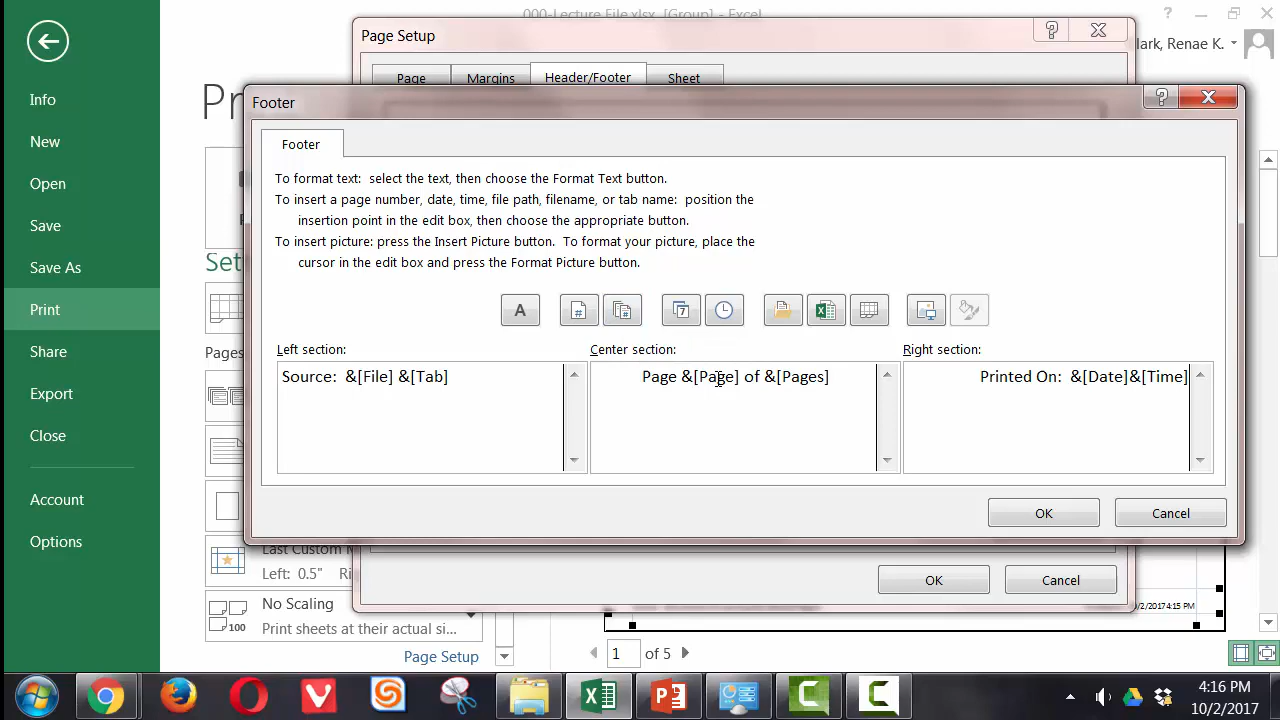 000-Lecture File.xlsx [Group] - Excel
Page Setup
?
lark, Renae K.
Page
Margins
Header/Footer
Sheet
Info
New
Open
Save
Save As
Print
Share
Export
Close
Account
Options
Pr
Footer
?
Footer
To format text: select the text, then choose the Format Text button.
To insert a page number, date, time, file path, filename, or tab name: position the
insertion point in the edit box, then choose the appropriate button.
To insert picture: press the Insert Picture button. To format your picture, place the
cursor in the edit box and press the Format Picture button.
Set
A
#
#
7
Left section:
Center section:
Right section:
Pages
Source: &[File] &[Tab]
Page &[Page] of &[Pages]
Printed On: &[Date]&[Time]
OK
Cancel
Last Custom M
Left: 0.5" Ri
OK
Cancel
No Scaling
Print sheets at their actual si...
100
/2/2017 4:15 PM
Page Setup
1
of 5
4:16 PM
10/2/2017